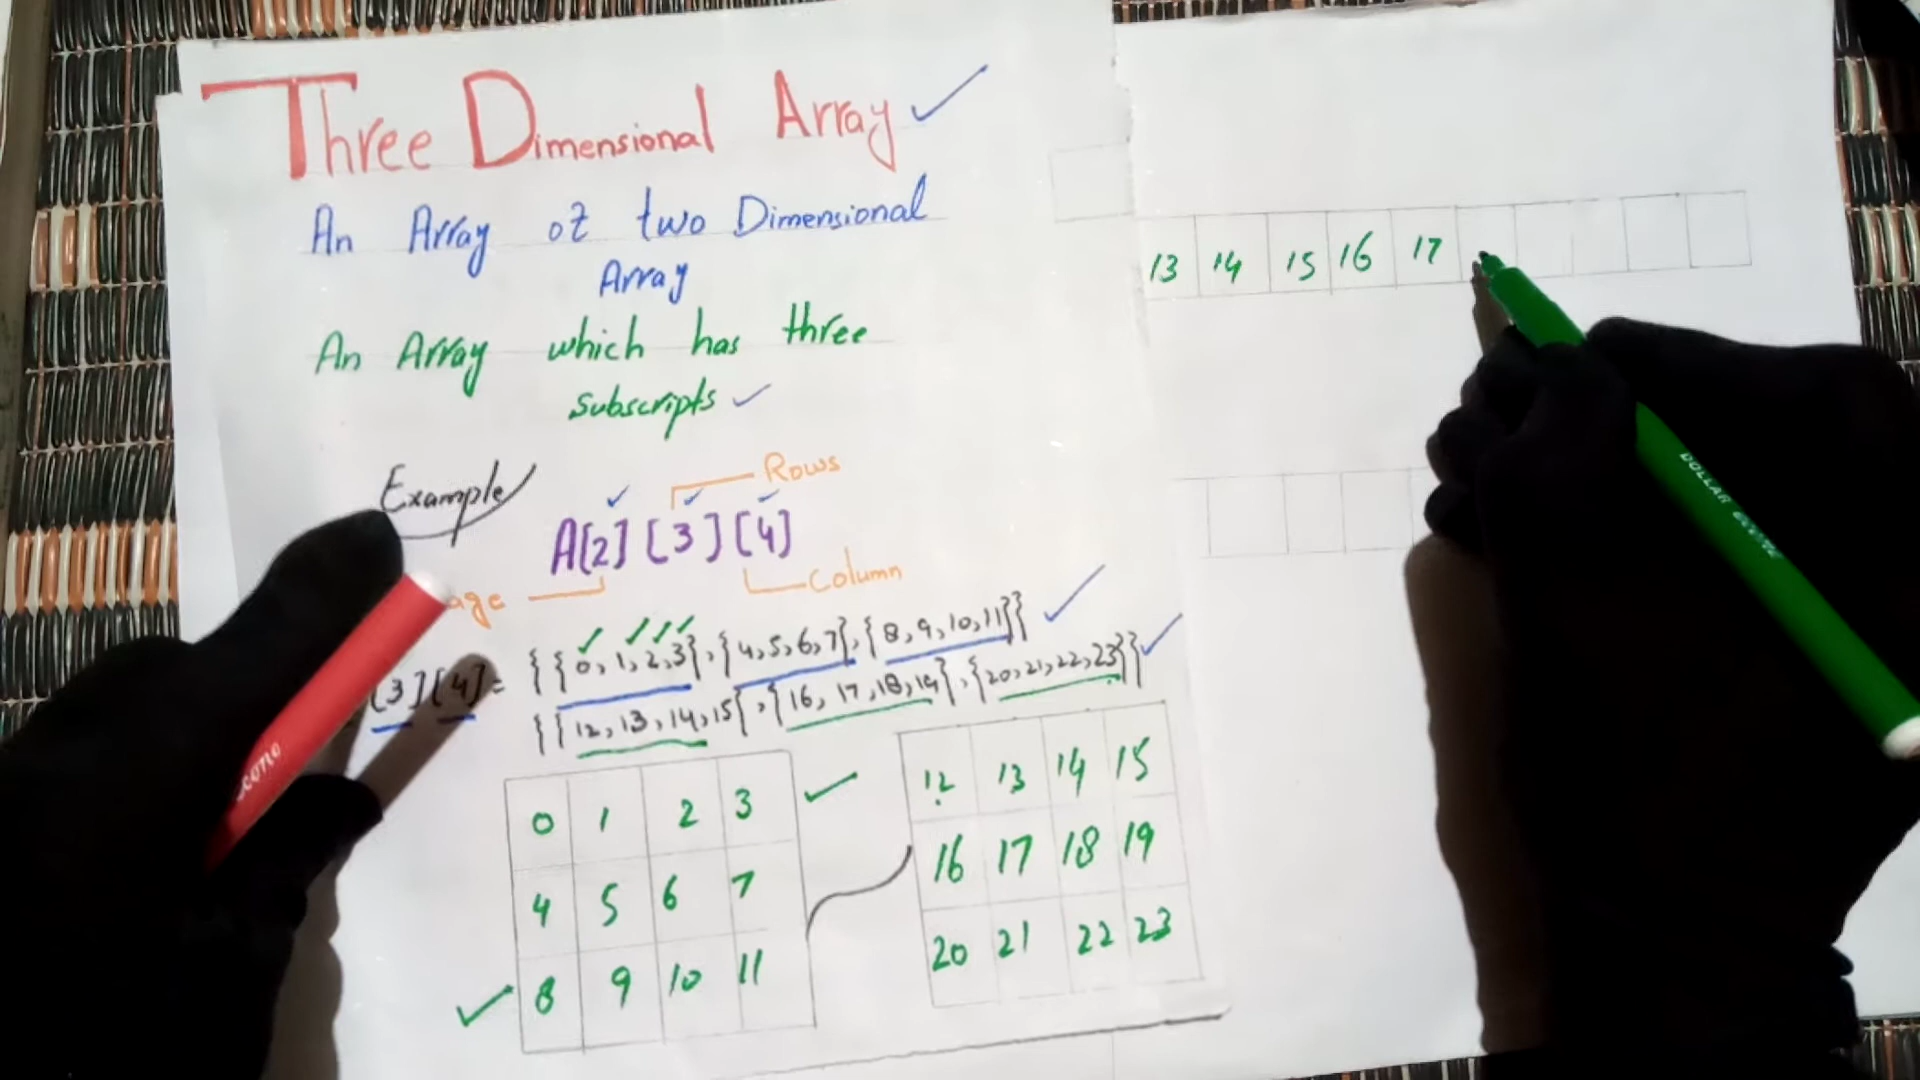 Three Dimensional Array
An Array of two Dimensional
Array
An Array which has three
subscripts
Example
Rows
A[2] [3] [4]
Column
age
[3][4] = { { 0, 1, 2, 3}, {4,5,6,7}, {8,9,10,11}}
{ { 12, 13, 14, 15{, {16, 17, 18, 19}, {20,21,22,23}}
0 1 2 3
4 5 6 7
8 9 10 11
12 13 14 15
16 17 18 19
20 21 22 23
13 14 15 16 17
DOLLAR